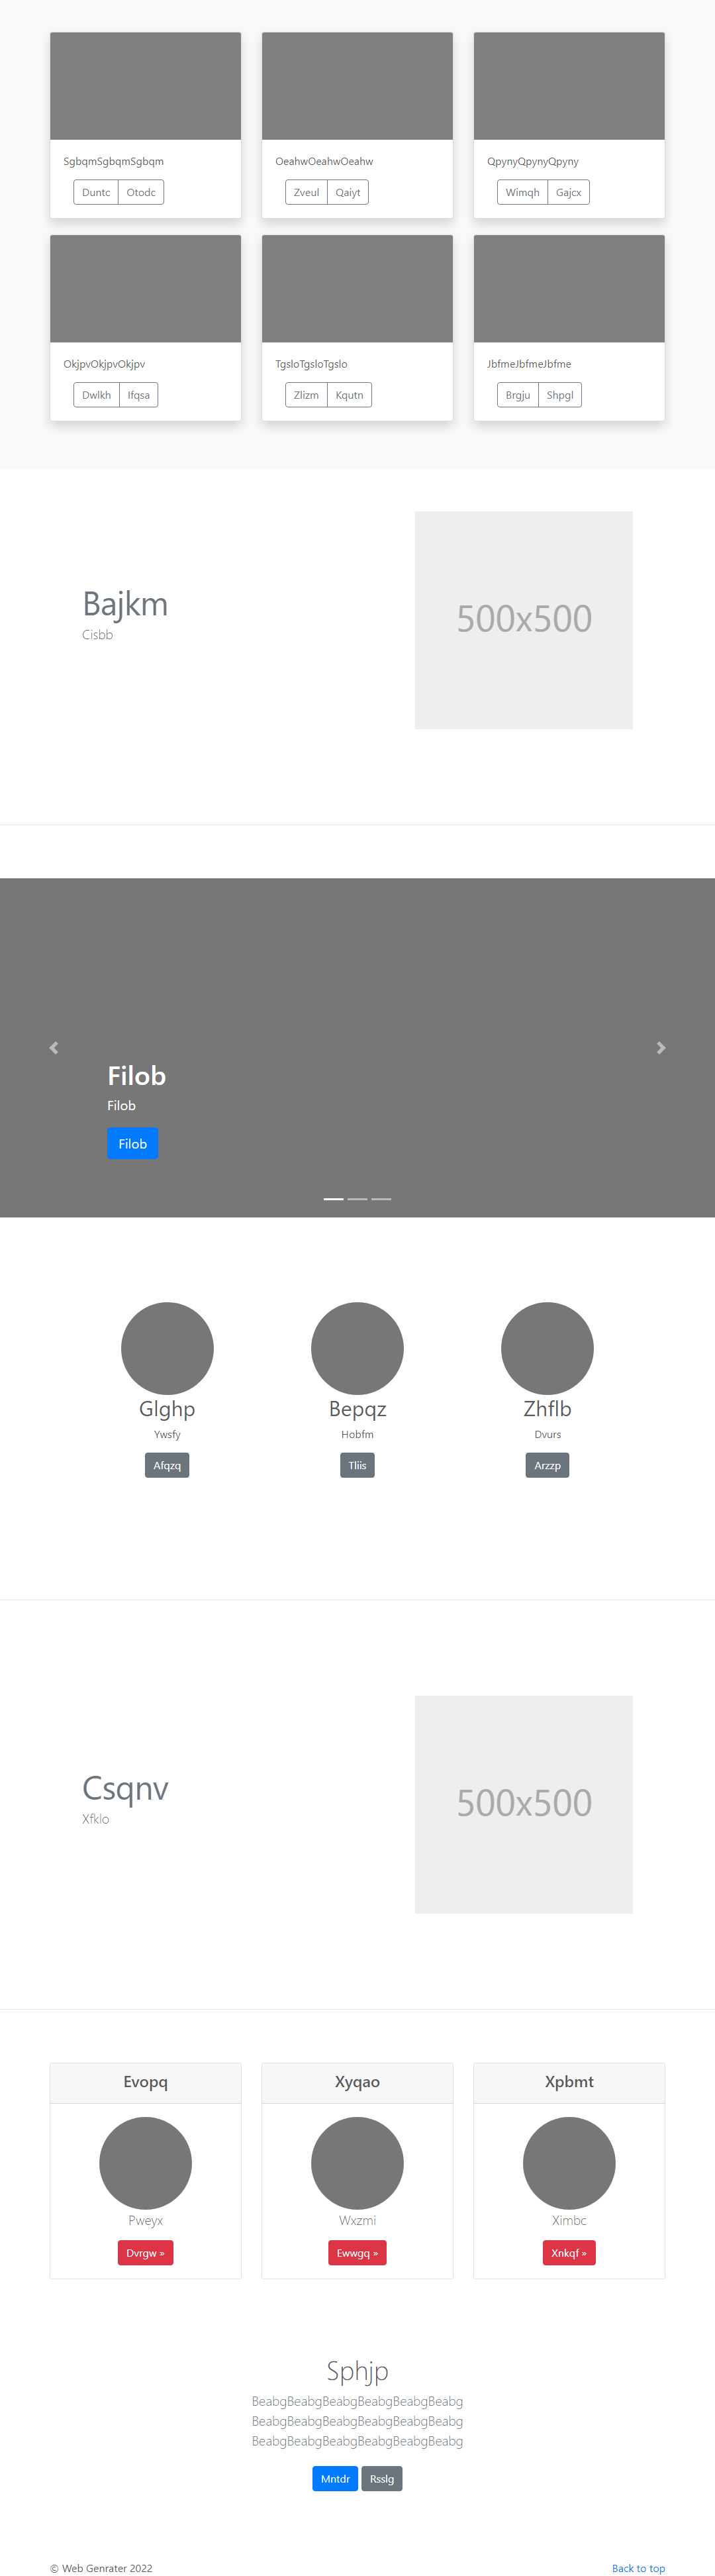 SgbqmSgbqmSgbqm
Duntc Otodc
OeahwOeahwOeahw
Zveul Qaiyt
QpynyQpynyQpyny
Wimqh Gajcx
OkjpvOkjpvOkjpv
Dwlkh Ifqsa
TgsloTgsloTgslo
Zlizm Kqutn
JbfmeJbfmeJbfme
Brgju Shpgl
Bajkm
Cisbb
500x500
Filob
Filob
Filob
Glghp
Ywsfy
Afqzq
Bepqz
Hobfm
Tliis
Zhflb
Dvurs
Arzzp
Csqnv
Xfklo
500x500
Evopq
Pweyx
Dvrgw »
Xyqao
Wxzmi
Ewwgq »
Xpbmt
Ximbc
Xnkqf »
Sphjp
BeabgBeabgBeabgBeabgBeabgBeabg
BeabgBeabgBeabgBeabgBeabgBeabg
BeabgBeabgBeabgBeabgBeabgBeabg
Mntdr Rsslg
© Web Genrater 2022
Back to top